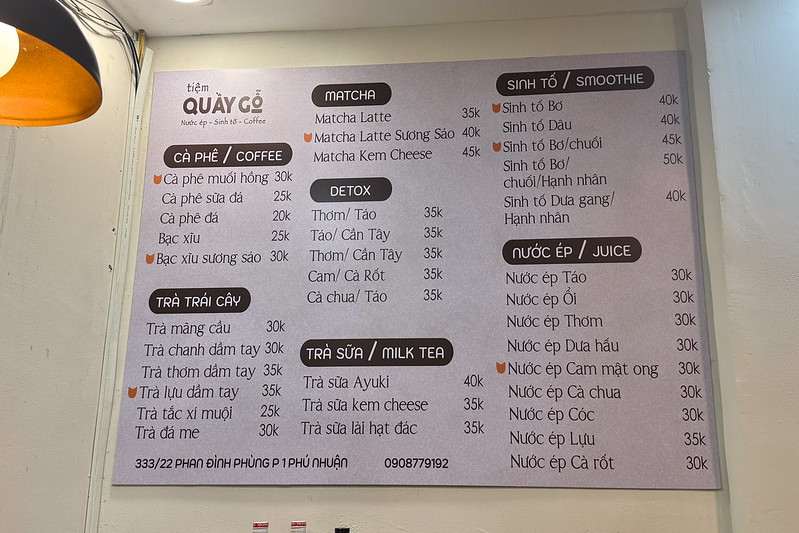 tiệm
QUẦY GỖ
Nước ép - Sinh tố - Coffee
CÀ PHÊ / COFFEE
Cà phê muối hồng 30k
Cà phê sữa đá 25k
Cà phê đá 20k
Bạc xỉu 25k
Bạc xỉu sương sáo 30k
TRÀ TRÁI CÂY
Trà mãng cầu 30k
Trà chanh dầm tay 30k
Trà thơm dầm tay 35k
Trà lựu dầm tay 35k
Trà tắc xí muội 25k
Trà đá me 30k
MATCHA
Matcha Latte 35k
Matcha Latte Sương Sáo 40k
Matcha Kem Cheese 45k
DETOX
Thơm/ Táo 35k
Táo/ Cần Tây 35k
Thơm/ Cần Tây 35k
Cam/ Cà Rốt 35k
Cà chua/ Táo 35k
TRÀ SỮA / MILK TEA
Trà sữa Ayuki 40k
Trà sữa kem cheese 35k
Trà sữa lài hạt đác 35k
SINH TỐ / SMOOTHIE
Sinh tố Bơ 40k
Sinh tố Dâu 40k
Sinh tố Bơ/chuối 45k
Sinh tố Bơ/ 50k
chuối/Hạnh nhân
Sinh tố Dưa gang/ 40k
Hạnh nhân
NƯỚC ÉP / JUICE
Nước ép Táo 30k
Nước ép Ổi 30k
Nước ép Thơm 30k
Nước ép Dưa hấu 30k
Nước ép Cam mật ong 30k
Nước ép Cà chua 30k
Nước ép Cóc 30k
Nước ép Lựu 35k
Nước ép Cà rốt 30k
333/22 PHAN ĐÌNH PHÙNG P 1 PHÚ NHUẬN 0908779192